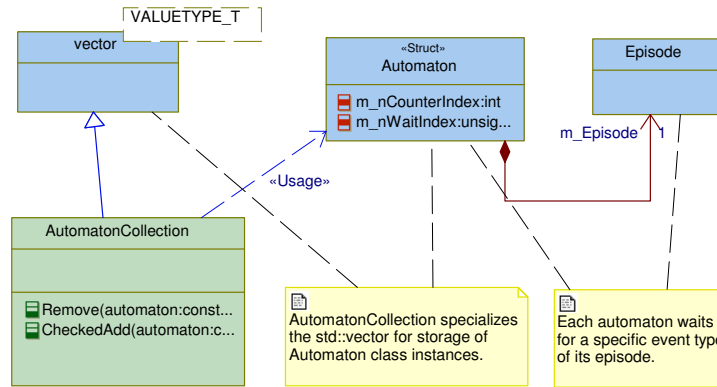 VALUETYPE_T
vector
«Struct»
Automaton
m_nCounterIndex:int
m_nWaitIndex:unsig...
Episode
m_Episode
1
«Usage»
AutomatonCollection
Remove(automaton:const...
CheckedAdd(automaton:c...
AutomatonCollection specializes
the std::vector for storage of
Automaton class instances.
Each automaton waits
for a specific event type
of its episode.